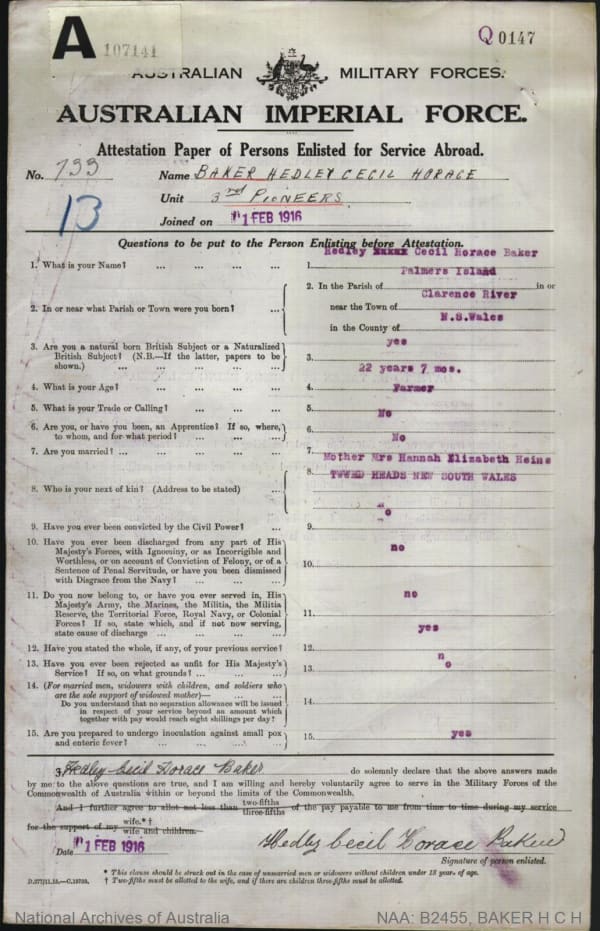 A 107141
Q 0147
AUSTRALIAN MILITARY FORCES.
AUSTRALIAN IMPERIAL FORCE.
Attestation Paper of Persons Enlisted for Service Abroad.
No. 733 Name BAKER HEDLEY CECIL HORACE
Unit 3rd PIONEERS
13
Joined on 1 FEB 1916
Questions to be put to the Person Enlisting before Attestation.
1. What is your Name? ... ... ... ... 1. Hedley Cecil Horace Baker
2. In or near what Parish or Town were you born? ... 2. In the Parish of Palmers Island in or
near the Town of Clarence River
in the County of N.S.Wales
3. Are you a natural born British Subject or a Naturalized
British Subject? (N.B.—If the latter, papers to be
shown.) ... ... ... ... ... 3. yes
4. What is your Age? ... ... ... ... 4. 22 years 7 mos.
5. What is your Trade or Calling? ... ... ... 5. Farmer
6. Are you, or have you been, an Apprentice? If so, where,
to whom, and for what period? ... ... ... 6. No
7. Are you married? ... ... ... ... ... 7. No
8. Who is your next of kin? (Address to be stated) ... 8. Mother Mrs Hannah Elizabeth Heins
TWEED HEADS NEW SOUTH WALES
9. Have you ever been convicted by the Civil Power? ... 9. no
10. Have you ever been discharged from any part of His
Majesty's Forces, with Ignominy, or as Incorrigible and
Worthless, or on account of Conviction of Felony, or of a
Sentence of Penal Servitude, or have you been dismissed
with Disgrace from the Navy? ... ... ... 10. no
11. Do you now belong to, or have you ever served in, His
Majesty's Army, the Marines, the Militia, the Militia
Reserve, the Territorial Force, Royal Navy, or Colonial
Forces? If so, state which, and if not now serving,
state cause of discharge ... ... ... ... 11. no
12. Have you stated the whole, if any, of your previous service? 12. yes
13. Have you ever been rejected as unfit for His Majesty's
Service? If so, on what grounds? ... ... ... 13. no
14. (For married men, widowers with children, and soldiers who
are the sole support of widowed mother)—
Do you understand that no separation allowance will be issued
in respect of your service beyond an amount which
together with pay would reach eight shillings per day? 14.
15. Are you prepared to undergo inoculation against small pox
and enteric fever? ... ... ... ... ... 15. yes
I, Hedley Cecil Horace Baker do solemnly declare that the above answers made
by me to the above questions are true, and I am willing and hereby voluntarily agree to serve in the Military Forces of the
Commonwealth of Australia within or beyond the limits of the Commonwealth.
And I further agree to allot not less than two-fifths three-fifths of the pay payable to me from time to time during my service
for the support of my wife.*† wife and children.
Date 1 FEB 1916 Hedley Cecil Horace Baker
Signature of person enlisted.
* This clause should be struck out in the case of unmarried men or widowers without children under 18 year. of age.
† Two-fifths must be allotted to the wife, and if there are children three-fifths must be allotted.
National Archives of Australia
NAA: B2455, BAKER H C H